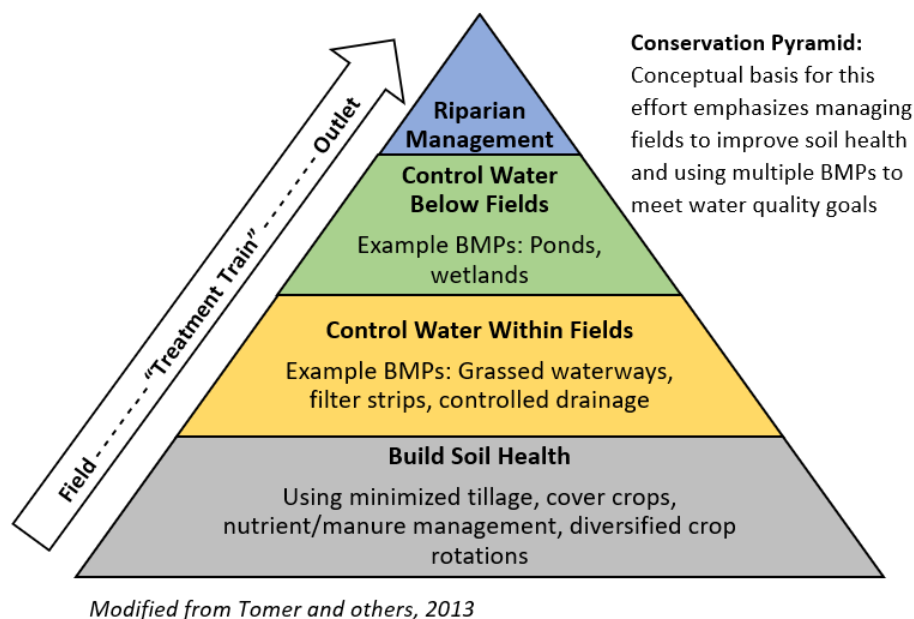 Conservation Pyramid:
Conceptual basis for this
effort emphasizes managing
fields to improve soil health
and using multiple BMPs to
meet water quality goals
Field - - - - - - “Treatment Train” - - - - - - Outlet
Riparian
Management
Control Water
Below Fields
Example BMPs: Ponds,
wetlands
Control Water Within Fields
Example BMPs: Grassed waterways,
filter strips, controlled drainage
Build Soil Health
Using minimized tillage, cover crops,
nutrient/manure management, diversified crop
rotations
Modified from Tomer and others, 2013